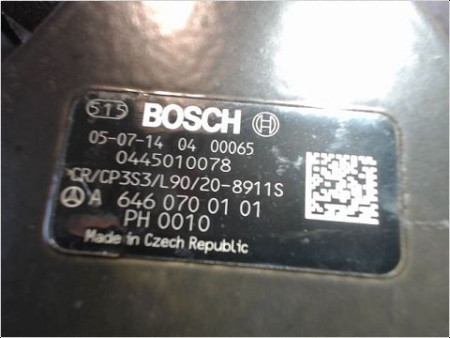 615 BOSCH
05-07-14 04 00065
0445010078
CR/CP3S3/L90/20-8911S
A 646 070 01 01
PH 0010
Made in Czech Republic